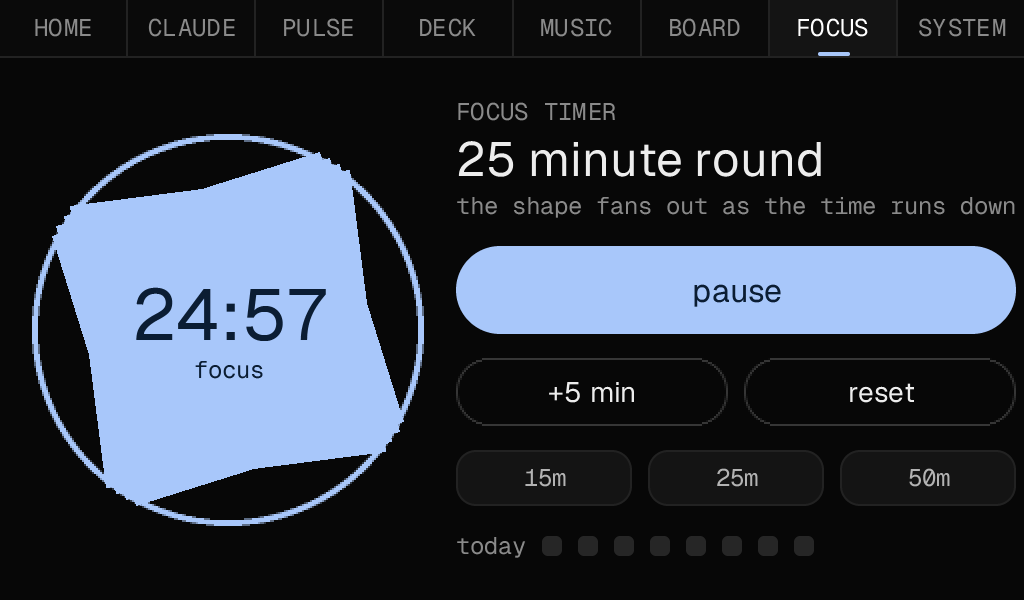 HOME CLAUDE PULSE DECK MUSIC BOARD FOCUS SYSTEM
FOCUS TIMER
25 minute round
the shape fans out as the time runs down
24:57
focus
pause
+5 min reset
15m 25m 50m
today